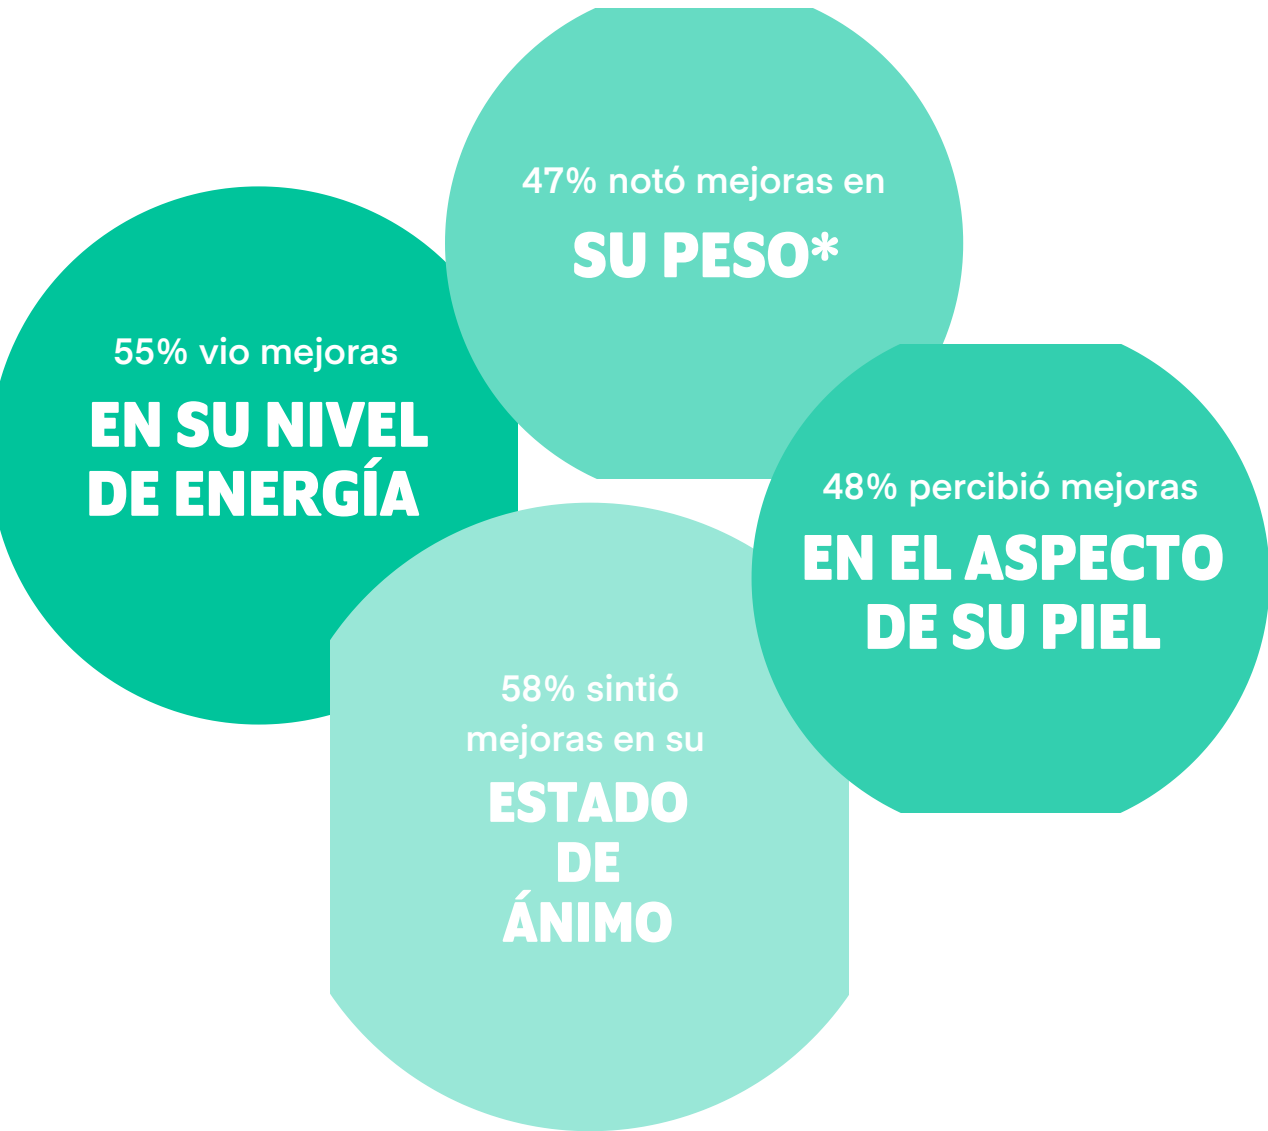 47% notó mejoras en
SU PESO*
55% vio mejoras
EN SU NIVEL
DE ENERGÍA
48% percibió mejoras
EN EL ASPECTO
DE SU PIEL
58% sintió
mejoras en su
ESTADO
DE
ÁNIMO